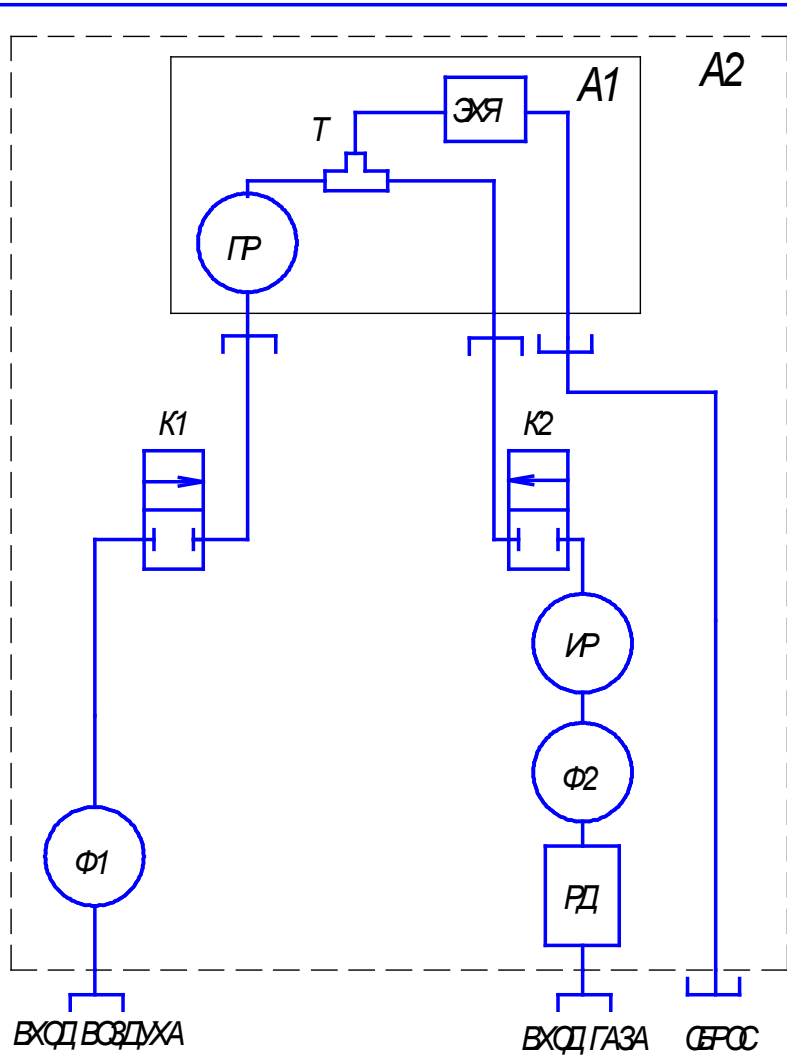 А1
А2
ЭХЯ
Т
ГР
К1
К2
ИР
Ф2
Ф1
РД
ВХОД ВОЗДУХА
ВХОД ГАЗА
СБРОС